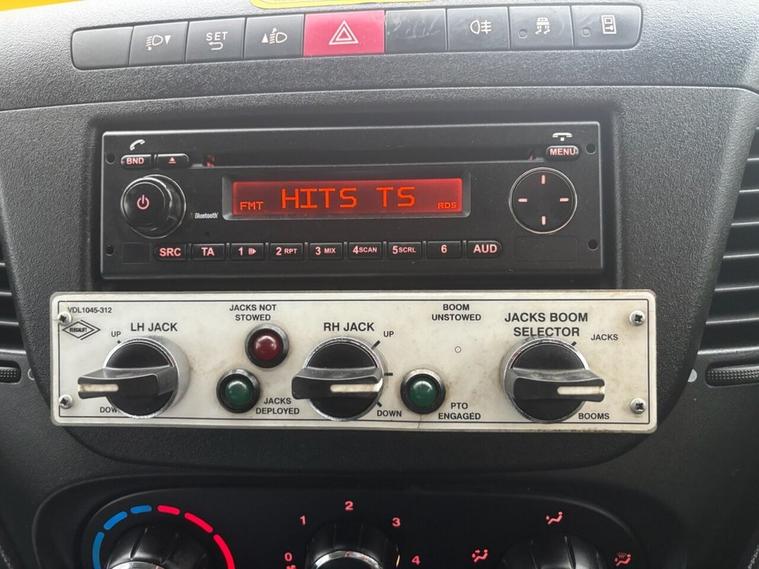 SET
BND
MENU
FMT
HITS TS
RDS
Bluetooth
SRC
TA
1
2 RPT
3 MIX
4 SCAN
5 SCRL
6
AUD
VDL1045-312
LH JACK
UP
DOWN
JACKS NOT
STOWED
JACKS
DEPLOYED
RH JACK
UP
DOWN
BOOM
UNSTOWED
PTO
ENGAGED
JACKS BOOM
SELECTOR
JACKS
BOOMS
0
1
2
3
4